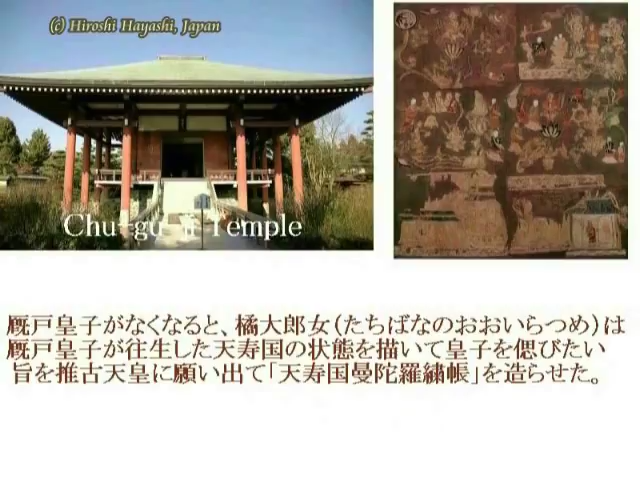 (c) Hiroshi Hayashi, Japan
Chu-gu-ji Temple
厩戸皇子がなくなると、橘大郎女(たちばなのおおいらつめ)は
厩戸皇子が往生した天寿国の状態を描いて皇子を偲びたい
旨を推古天皇に願い出て「天寿国曼陀羅繍帳」を造らせた。